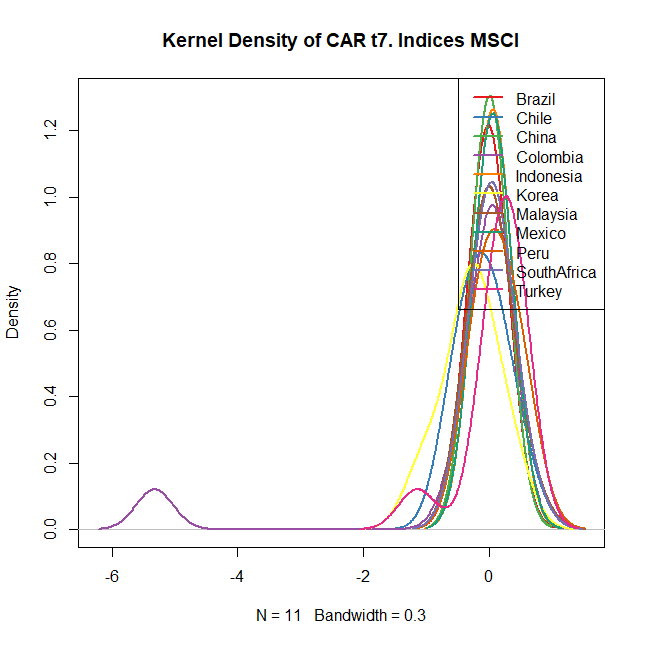 Kernel Density of CAR t7. Indices MSCI
Density
1.2
1.0
0.8
0.6
0.4
0.2
0.0
Brazil
Chile
China
Colombia
Indonesia
Korea
Malaysia
Mexico
Peru
SouthAfrica
Turkey
-6
-4
-2
0
N = 11 Bandwidth = 0.3